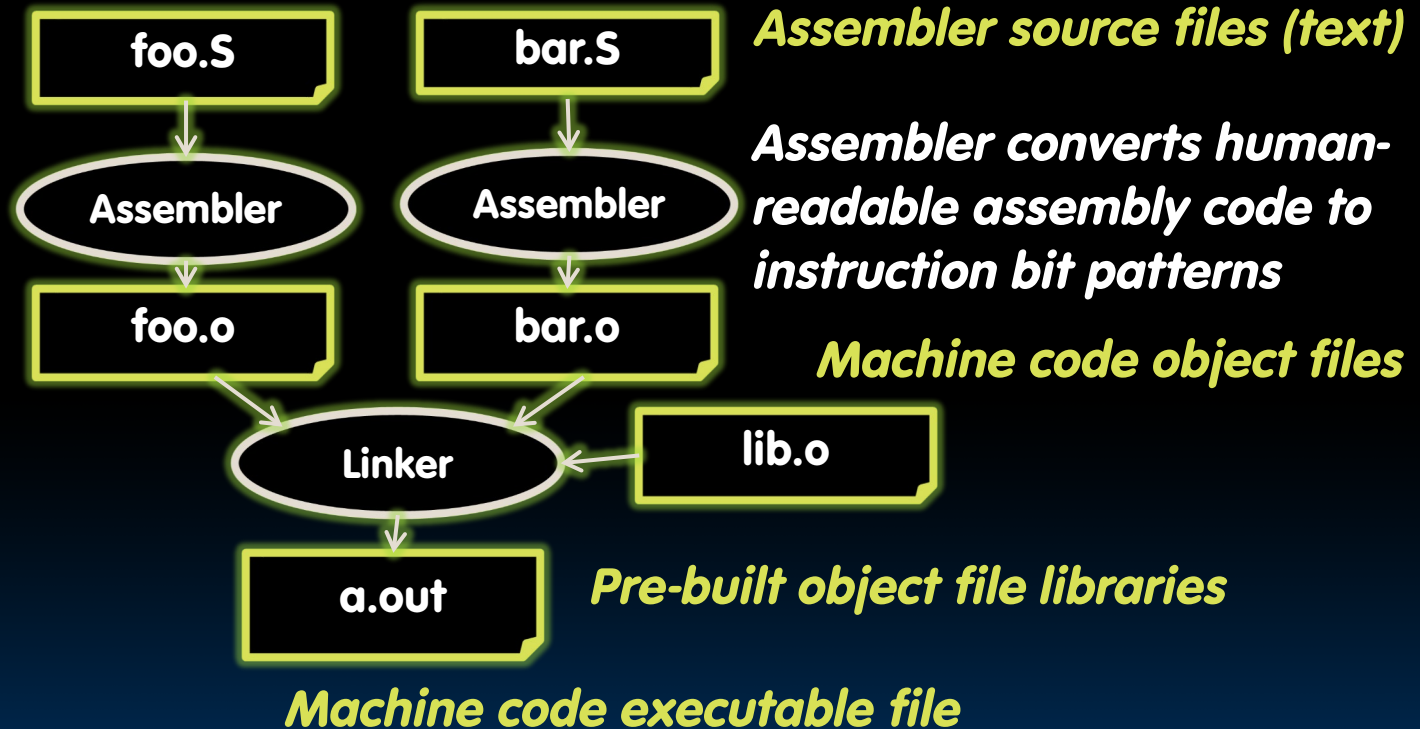 foo.S
bar.S
Assembler source files (text)
Assembler
Assembler
Assembler converts human-
readable assembly code to
instruction bit patterns
foo.o
bar.o
Machine code object files
Linker
lib.o
a.out
Pre-built object file libraries
Machine code executable file